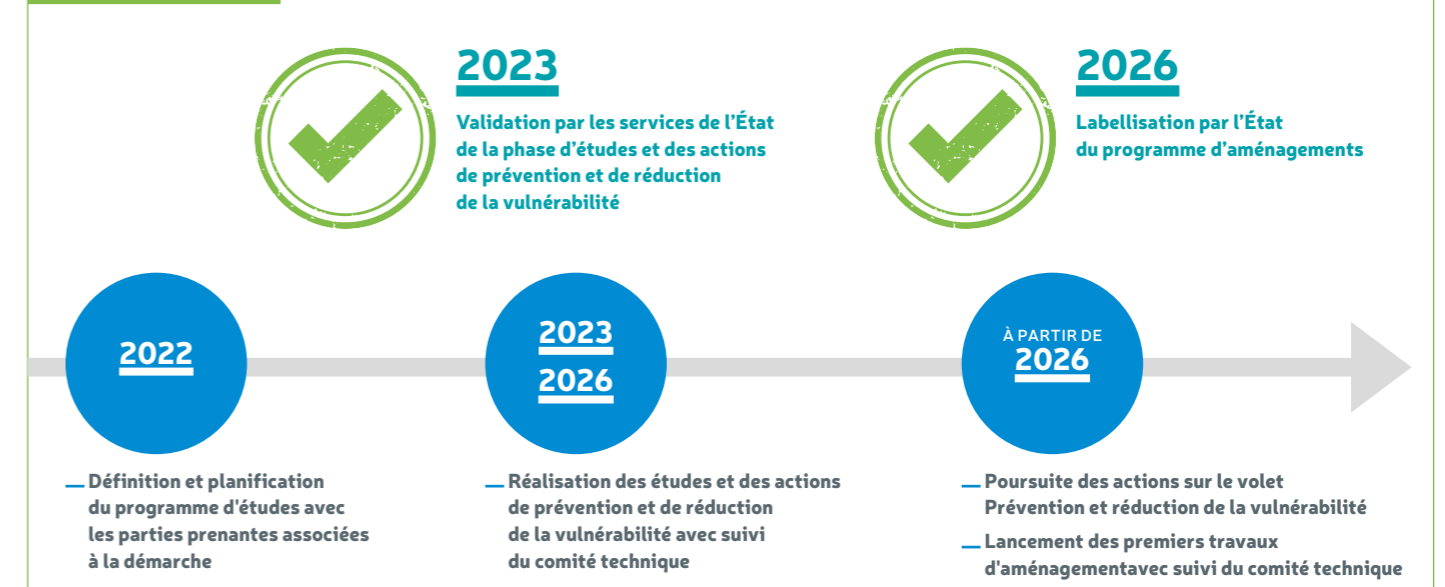 2023
Validation par les services de l’État
de la phase d’études et des actions
de prévention et de réduction
de la vulnérabilité
2026
Labellisation par l’État
du programme d’aménagements
2022
2023
2026
À PARTIR DE
2026
Définition et planification
du programme d'études avec
les parties prenantes associées
à la démarche
Réalisation des études et des actions
de prévention et de réduction
de la vulnérabilité avec suivi
du comité technique
Poursuite des actions sur le volet
Prévention et réduction de la vulnérabilité
Lancement des premiers travaux
d'aménagementavec suivi du comité technique